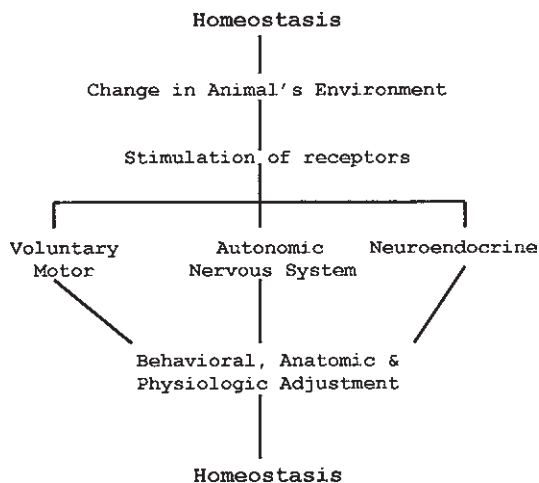 Homeostasis
Change in Animal's Environment
Stimulation of receptors
Voluntary
Motor
Autonomic
Nervous System
Neuroendocrine
Behavioral, Anatomic &
Physiologic Adjustment
Homeostasis